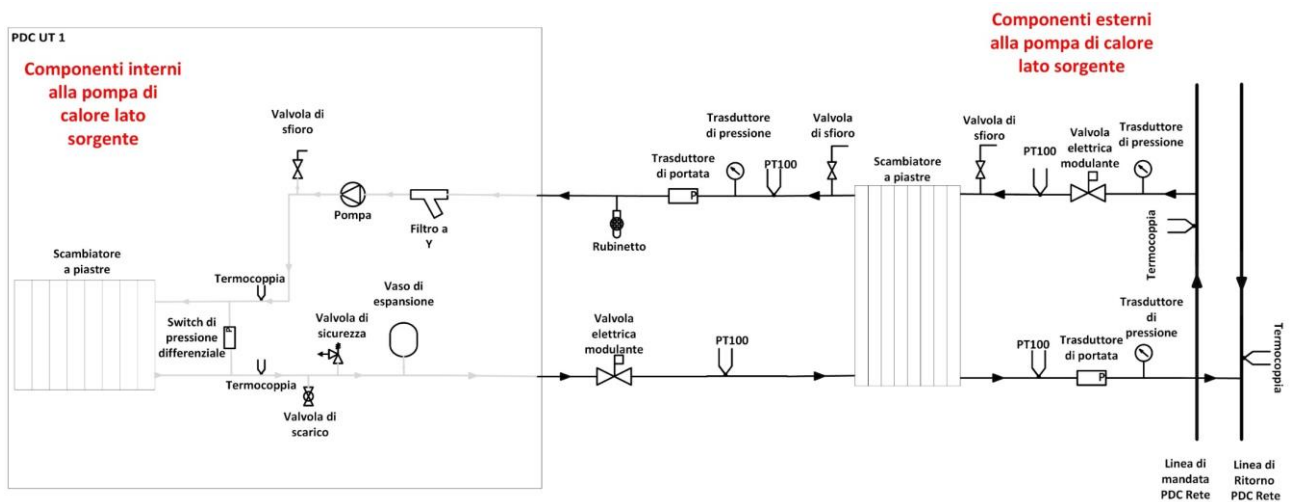 PDC UT 1
Componenti interni
alla pompa di
calore lato
sorgente
Valvola di
sfioro
Pompa
Filtro a
Y
Scambiatore
a piastre
Termocoppia
Switch di
pressione
differenziale
P
Termocoppia
Valvola di
sicurezza
Vaso di
espansione
Valvola di
scarico
Componenti esterni
alla pompa di calore
lato sorgente
Trasduttore
di portata
P
Trasduttore
di pressione
PT100
Valvola
di sfioro
Rubinetto
Scambiatore
a piastre
Valvola
di sfioro
PT100
Valvola
elettrica
modulante
Trasduttore
di pressione
Termocoppia
Valvola
elettrica
modulante
PT100
PT100
Trasduttore
di portata
P
Trasduttore
di
pressione
Termocoppia
Linea di
mandata
PDC Rete
Linea di
Ritorno
PDC Rete